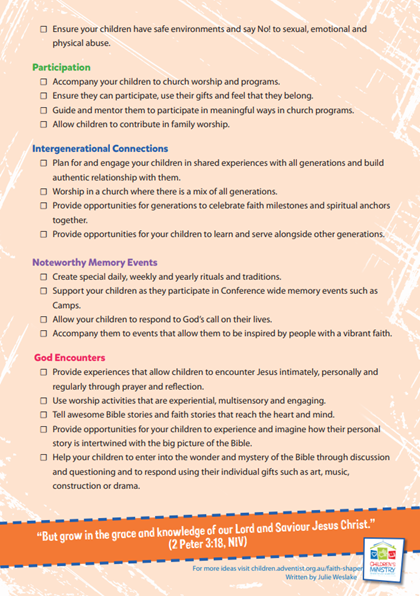 ☐ Ensure your children have safe environments and say No! to sexual, emotional and
physical abuse.
Participation
☐ Accompany your children to church worship and programs.
☐ Ensure they can participate, use their gifts and feel that they belong.
☐ Guide and mentor them to participate in meaningful ways in church programs.
☐ Allow children to contribute in family worship.
Intergenerational Connections
☐ Plan for and engage your children in shared experiences with all generations and build
authentic relationship with them.
☐ Worship in a church where there is a mix of all generations.
☐ Provide opportunities for generations to celebrate faith milestones and spiritual anchors
together.
☐ Provide opportunities for your children to learn and serve alongside other generations.
Noteworthy Memory Events
☐ Create special daily, weekly and yearly rituals and traditions.
☐ Support your children as they participate in Conference wide memory events such as
Camps.
☐ Allow your children to respond to God's call on their lives.
☐ Accompany them to events that allow them to be inspired by people with a vibrant faith.
God Encounters
☐ Provide experiences that allow children to encounter Jesus intimately, personally and
regularly through prayer and reflection.
☐ Use worship activities that are experiential, multisensory and engaging.
☐ Tell awesome Bible stories and faith stories that reach the heart and mind.
☐ Provide opportunities for your children to experience and imagine how their personal
story is intertwined with the big picture of the Bible.
☐ Help your children to enter into the wonder and mystery of the Bible through discussion
and questioning and to respond using their individual gifts such as art, music,
construction or drama.
"But grow in the grace and knowledge of our Lord and Saviour Jesus Christ."
(2 Peter 3:18, NIV)
For more ideas visit children.adventist.org.au/faith-shaper
Written by Julie Weslake
CHILDREN'S
MINISTRY